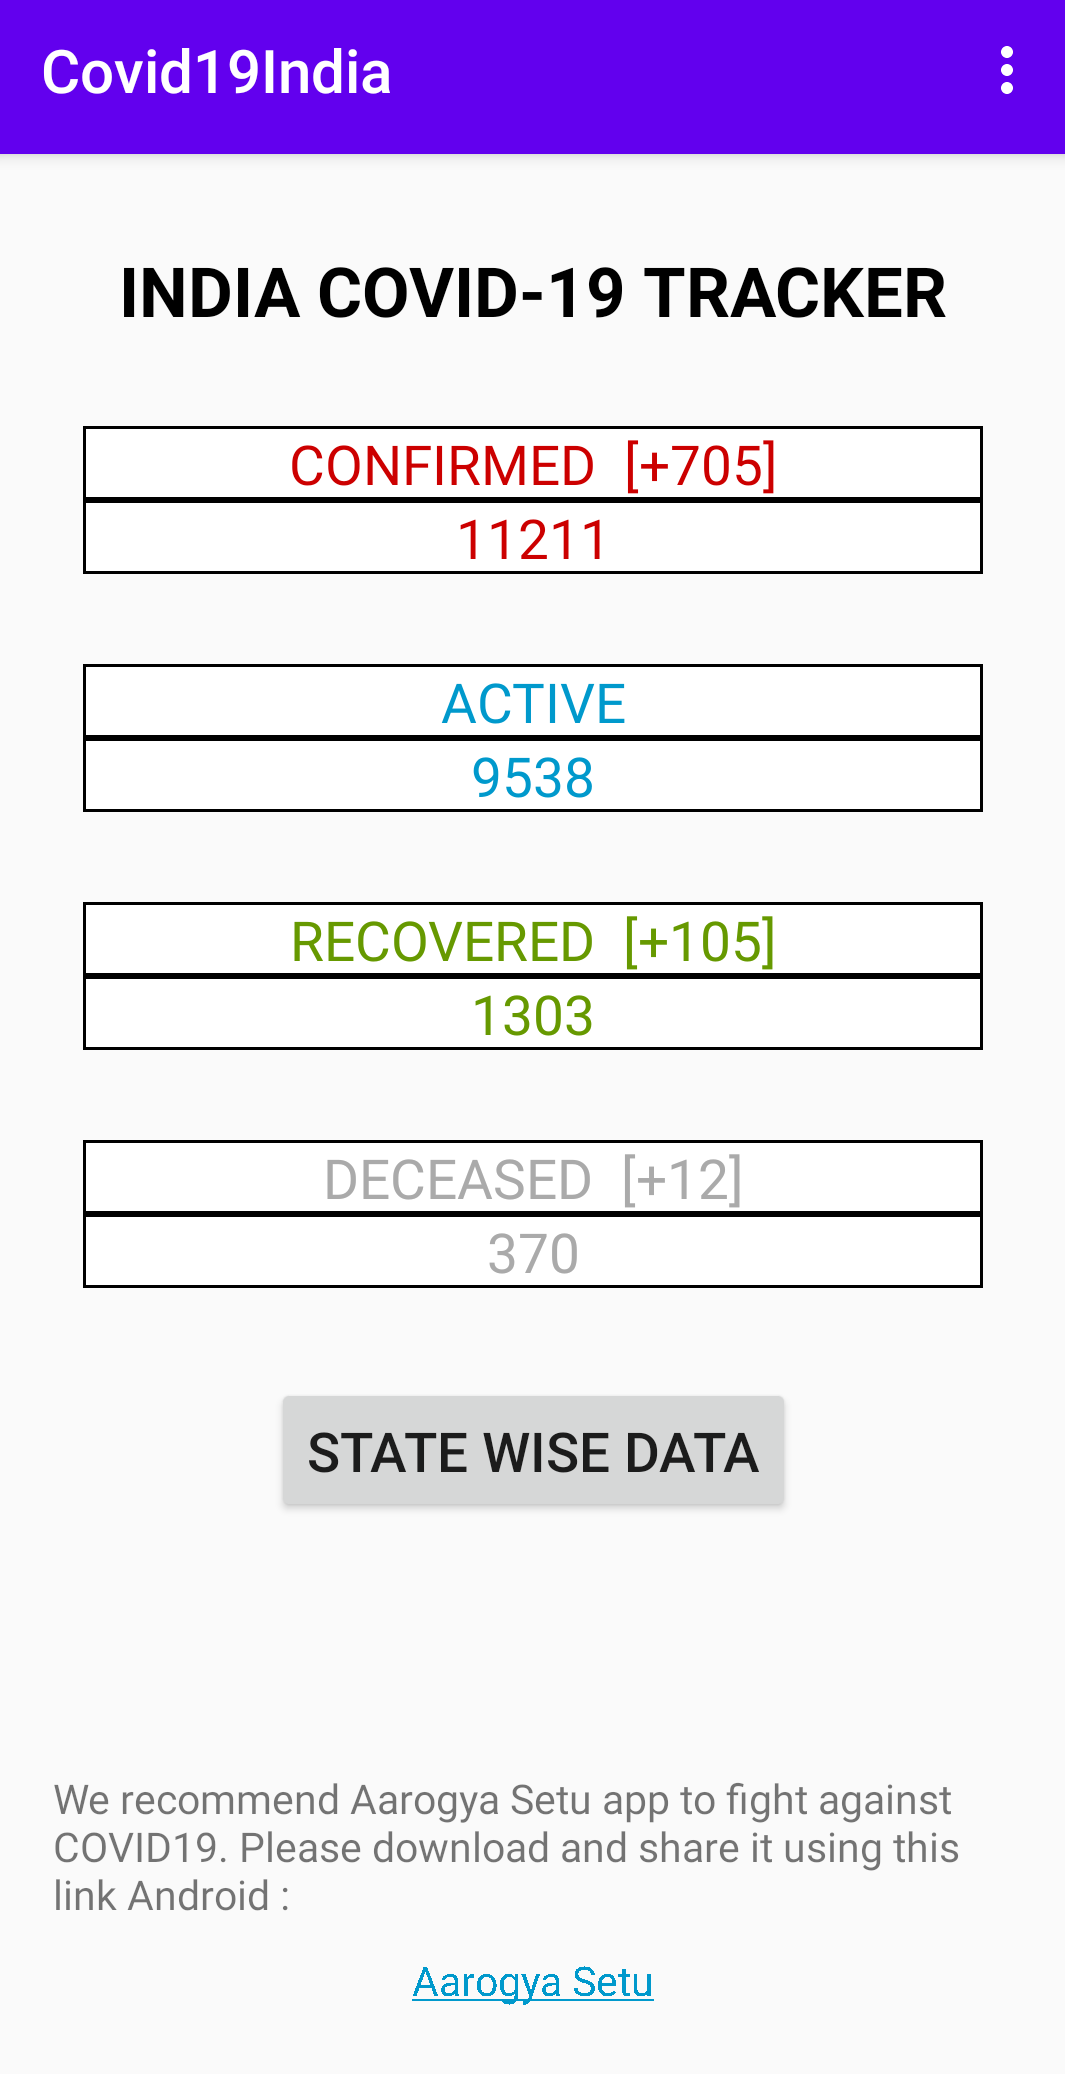 Covid19India
INDIA COVID-19 TRACKER
CONFIRMED [+705]
11211
ACTIVE
9538
RECOVERED [+105]
1303
DECEASED [+12]
370
STATE WISE DATA
We recommend Aarogya Setu app to fight against
COVID19. Please download and share it using this
link Android :
Aarogya Setu